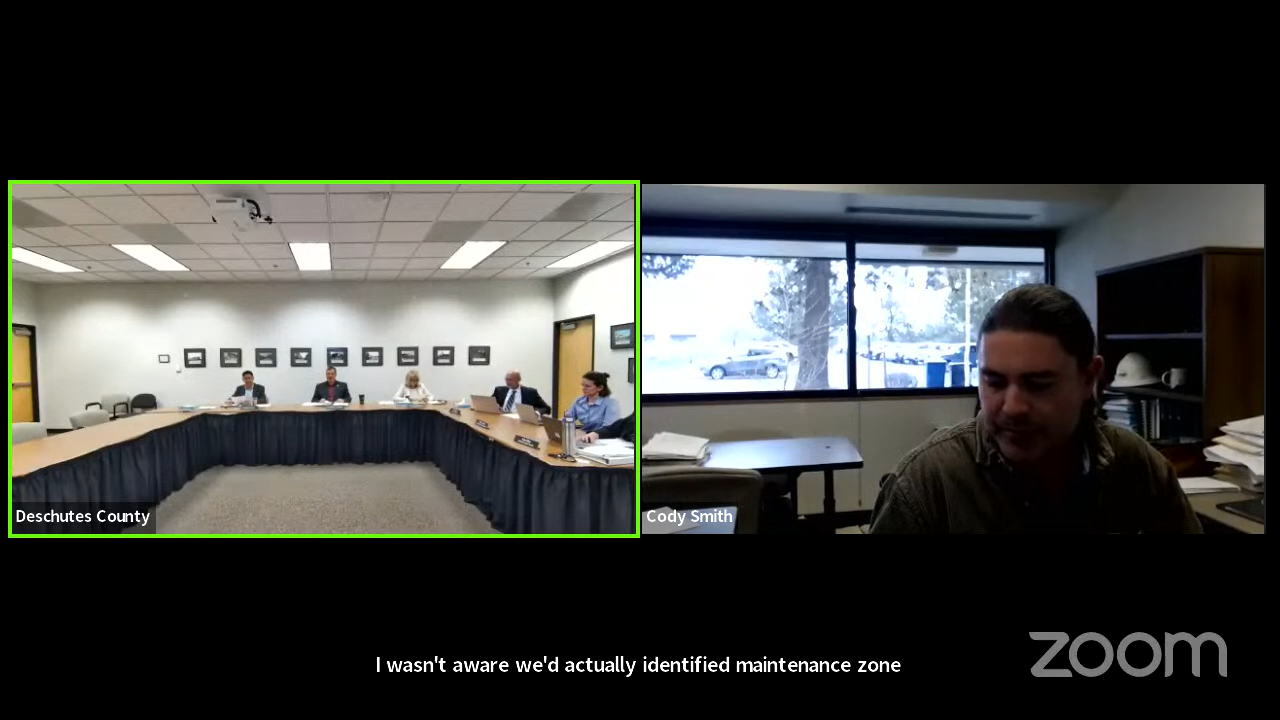 Deschutes County
Cody Smith
I wasn't aware we'd actually identified maintenance zone
zoom